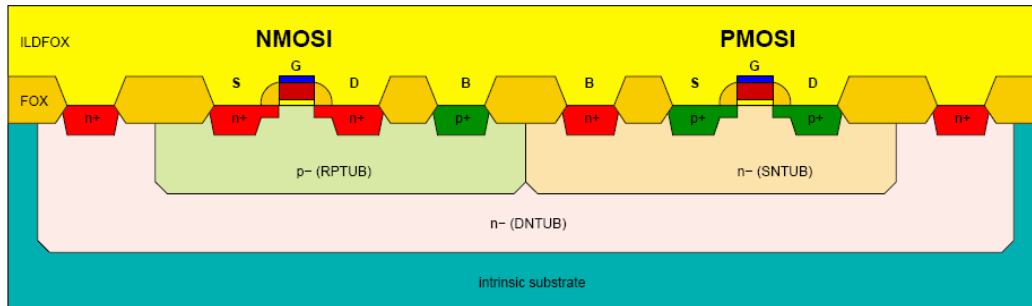 ILDFOX
NMOSI
PMOSI
G
G
S
D
B
B
S
D
FOX
n+
n+
n+
p+
n+
p+
p+
n+
p− (RPTUB)
n− (SNTUB)
n− (DNTUB)
intrinsic substrate